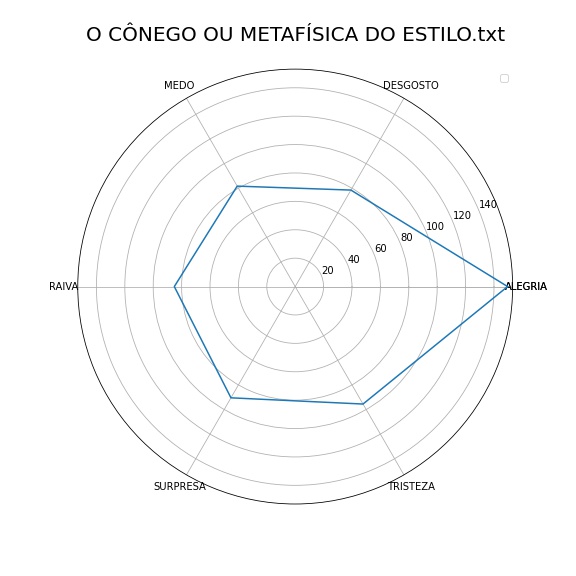 O CÔNEGO OU METAFÍSICA DO ESTILO.txt
MEDO
DESGOSTO
140
120
100
80
60
40
20
RAIVA
ALEGRIA
SURPRESA
TRISTEZA